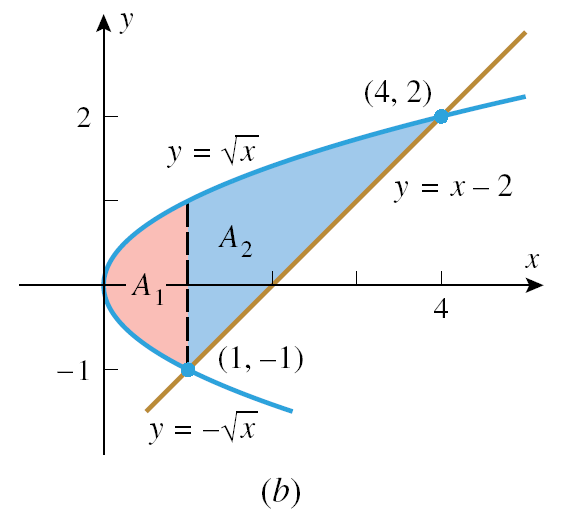 y
(4, 2)
2
y = √x
y = x – 2
A₂
x
A₁
4
(1, –1)
–1
y = –√x
(b)